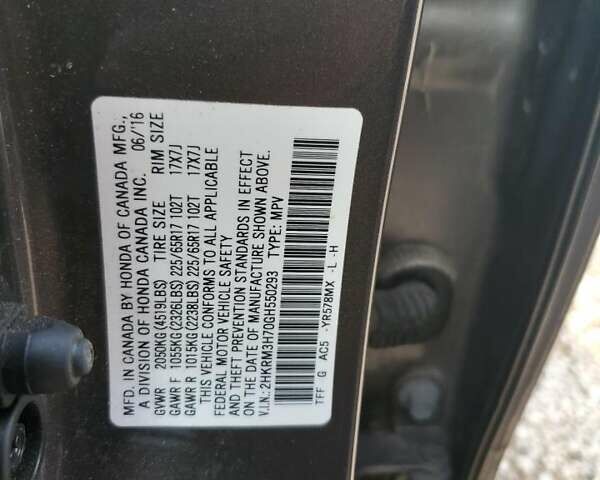 MFD. IN CANADA BY HONDA OF CANADA MFG.,
A DIVISION OF HONDA CANADA INC. 06/'16
GVWR 2050KG (4519LBS) TIRE SIZE RIM SIZE
GAWR F 1055KG (2326LBS) 225/65R17 102T 17X7J
GAWR R 1015KG (2238LBS) 225/65R17 102T 17X7J
THIS VEHICLE CONFORMS TO ALL APPLICABLE
FEDERAL MOTOR VEHICLE SAFETY
AND THEFT PREVENTION STANDARDS IN EFFECT
ON THE DATE OF MANUFACTURE SHOWN ABOVE.
V.I.N.: 2HKRM3H70GH550293 TYPE: MPV
TFF G AC5 -YR578MX -L -H